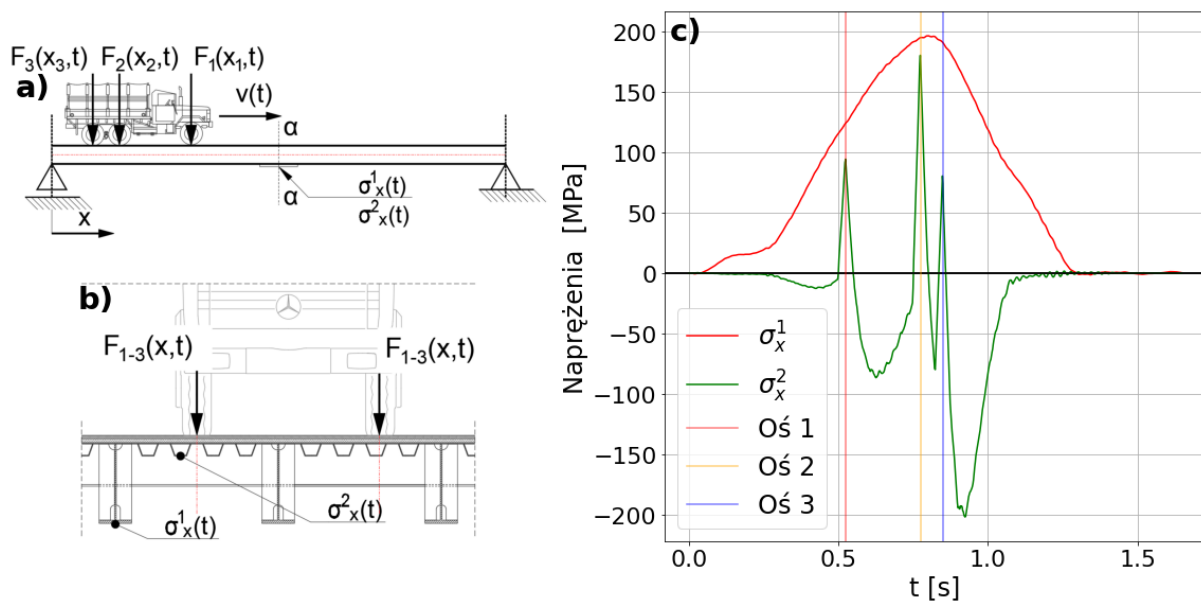 F₃(x₃,t) F₂(x₂,t) F₁(x₁,t)
a)
v(t)
α
α
σ¹ₓ(t)
σ²ₓ(t)
x
b)
F₁₋₃(x,t) F₁₋₃(x,t)
σ²ₓ(t)
σ¹ₓ(t)
c)
Naprężenia [MPa]
200
150
100
50
0
−50
−100
−150
−200
σ¹ₓ
σ²ₓ
Oś 1
Oś 2
Oś 3
0.0 0.5 1.0 1.5
t [s]